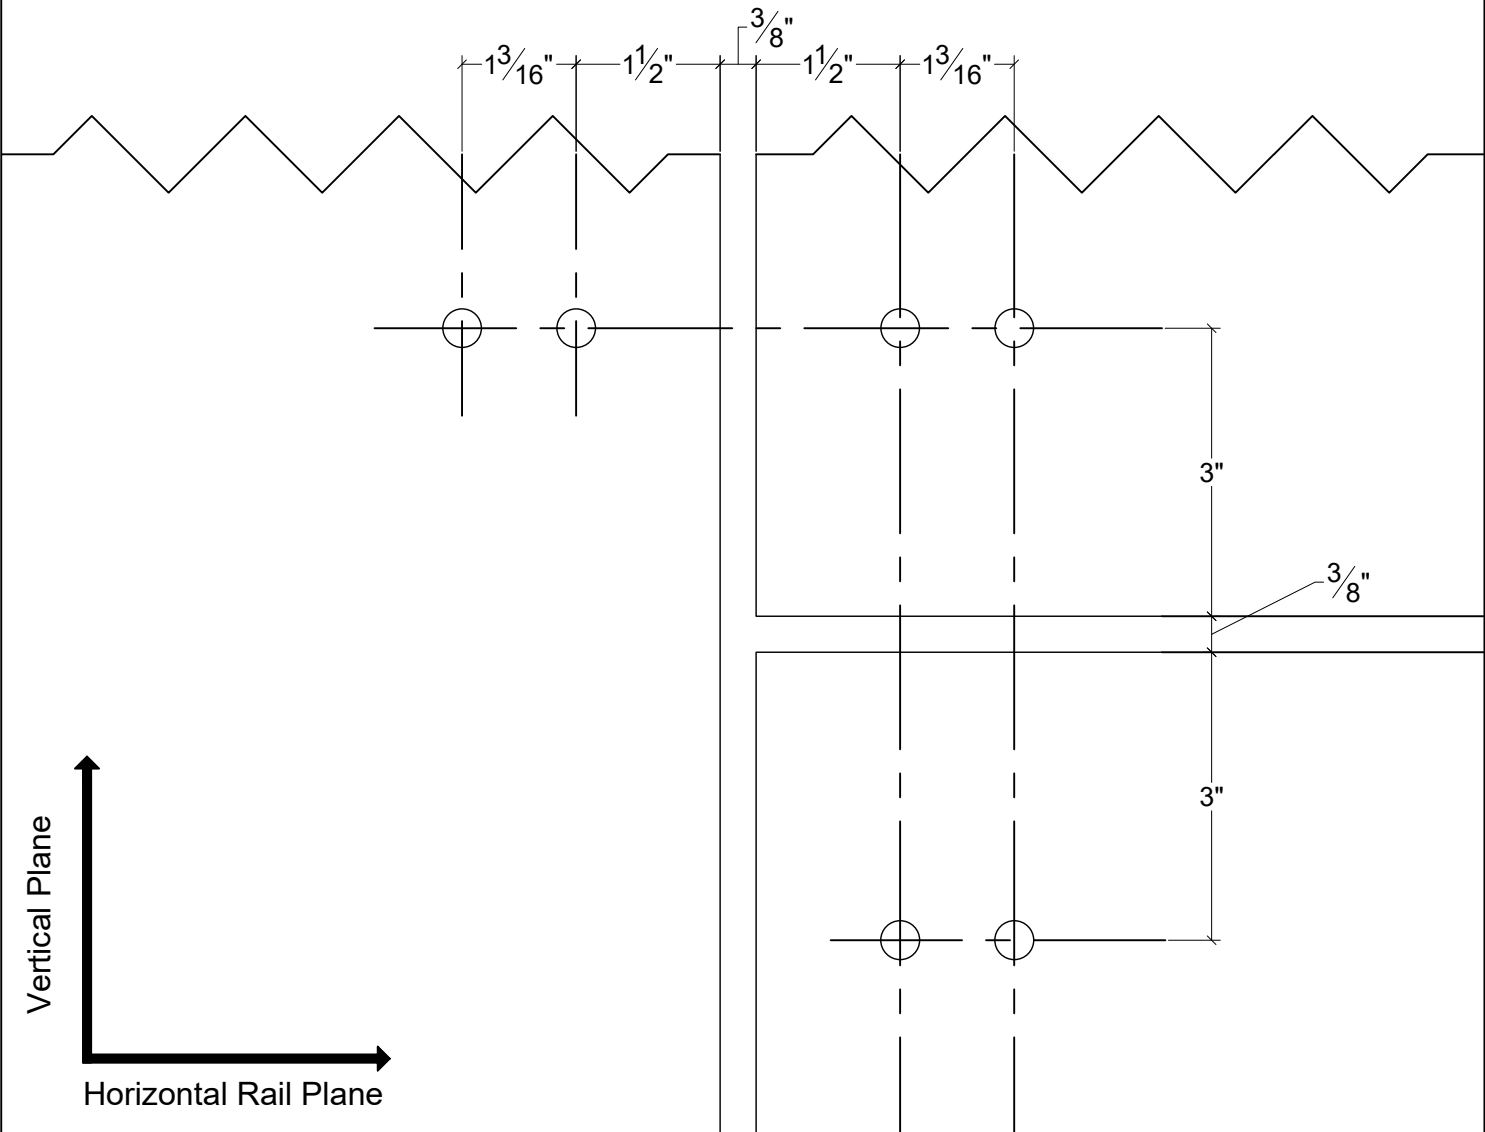 3/8"
1 3/16" 1 1/2" 1 1/2" 1 3/16"
3"
3/8"
3"
Vertical Plane
Horizontal Rail Plane